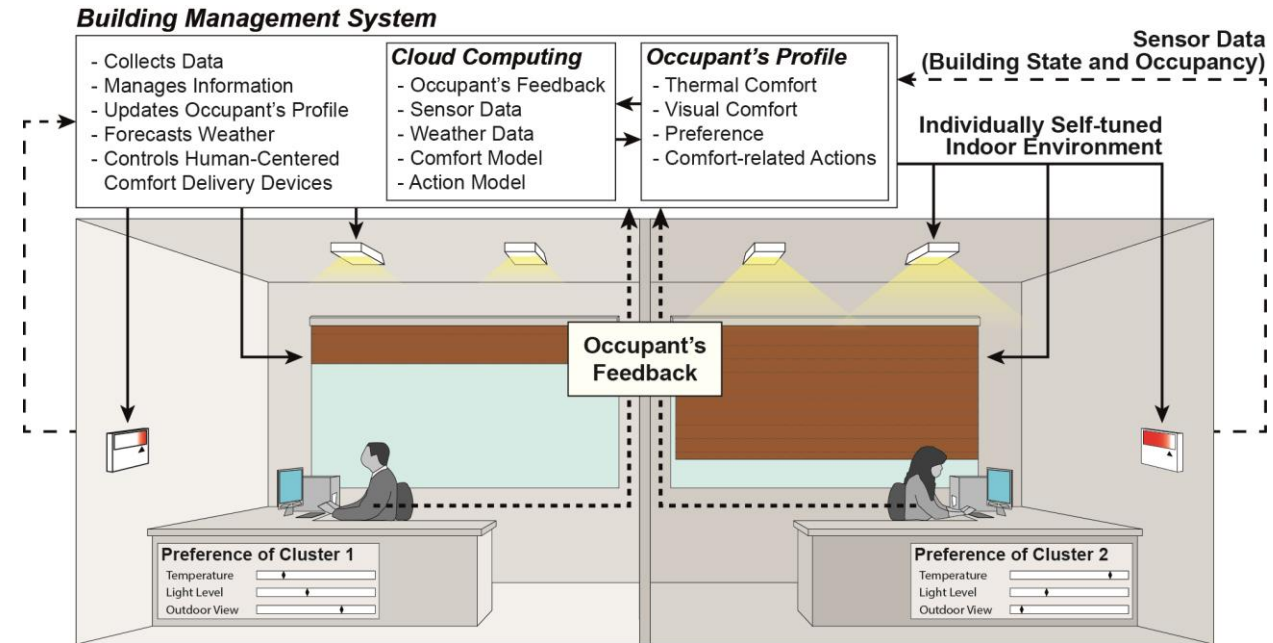 Building Management System
- Collects Data
- Manages Information
- Updates Occupant's Profile
- Forecasts Weather
- Controls Human-Centered
Comfort Delivery Devices
Cloud Computing
- Occupant's Feedback
- Sensor Data
- Weather Data
- Comfort Model
- Action Model
Occupant's Profile
- Thermal Comfort
- Visual Comfort
- Preference
- Comfort-related Actions
Sensor Data
(Building State and Occupancy)
Individually Self-tuned
Indoor Environment
Occupant's
Feedback
Preference of Cluster 1
Temperature
Light Level
Outdoor View
Preference of Cluster 2
Temperature
Light Level
Outdoor View